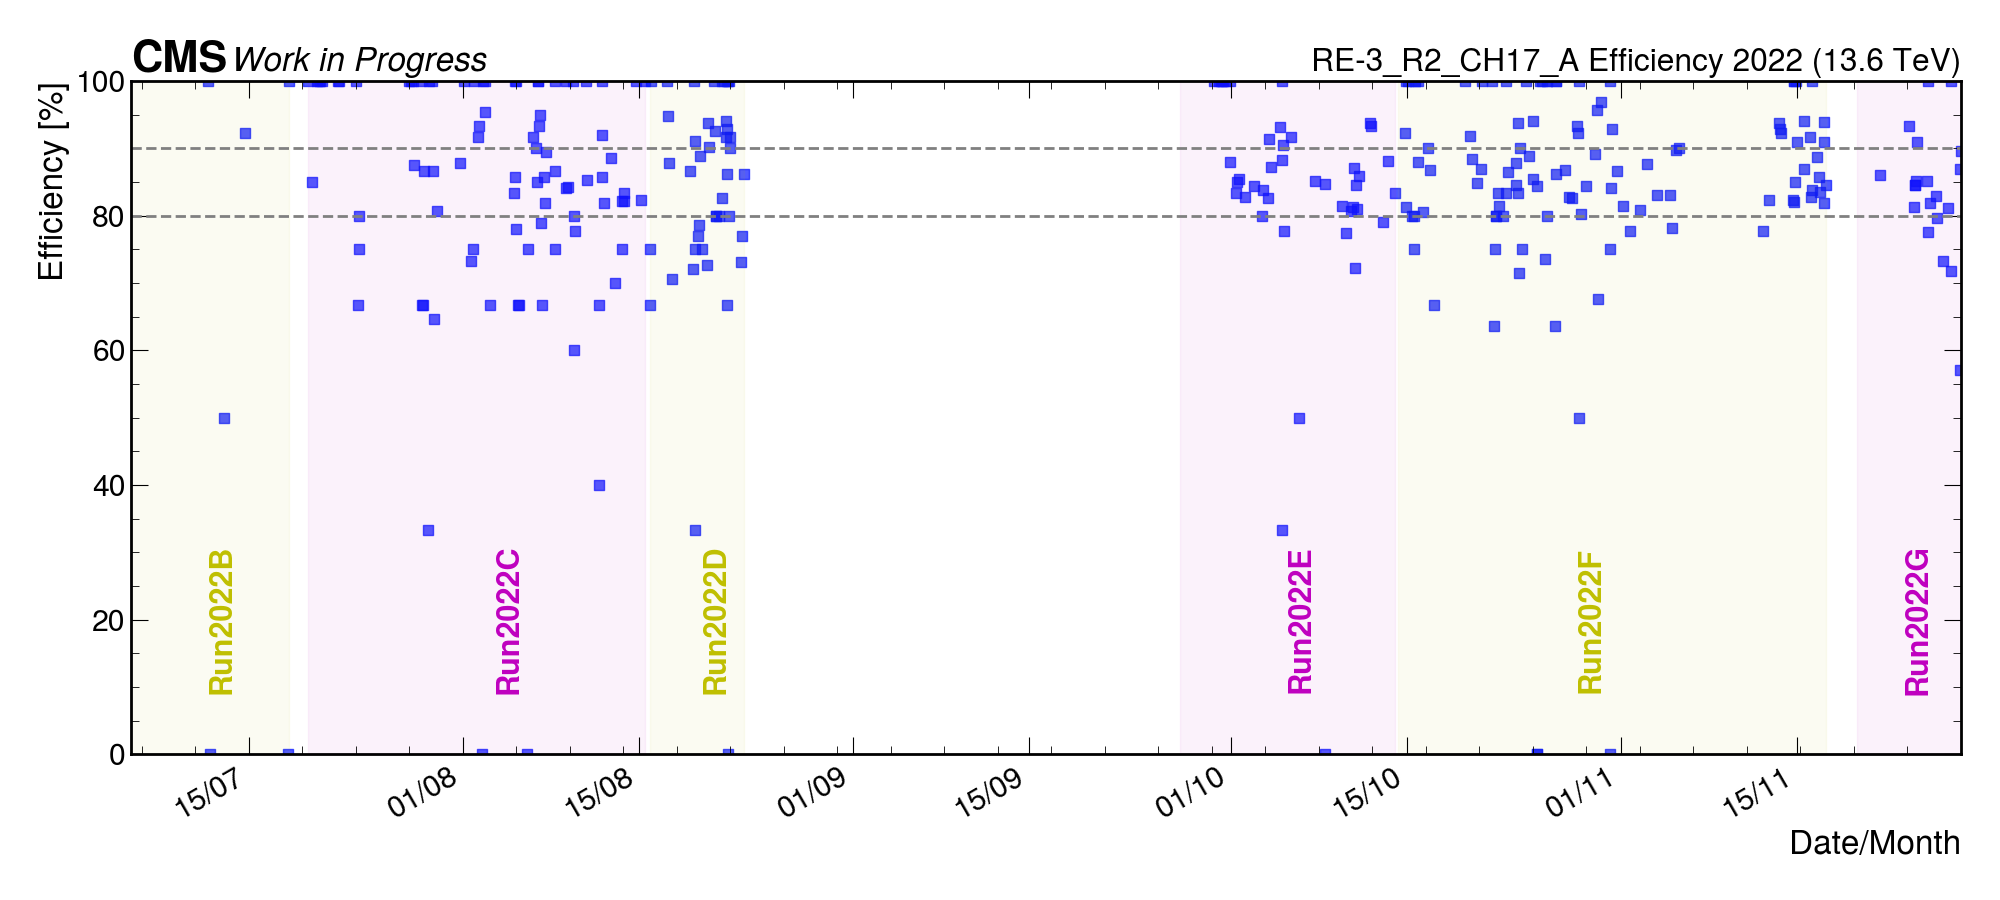 CMS Work in Progress
RE-3_R2_CH17_A Efficiency 2022 (13.6 TeV)
Efficiency [%]
100
80
60
40
20
0
Run2022B
Run2022C
Run2022D
Run2022E
Run2022F
Run2022G
15/07
01/08
15/08
01/09
15/09
01/10
15/10
01/11
15/11
Date/Month